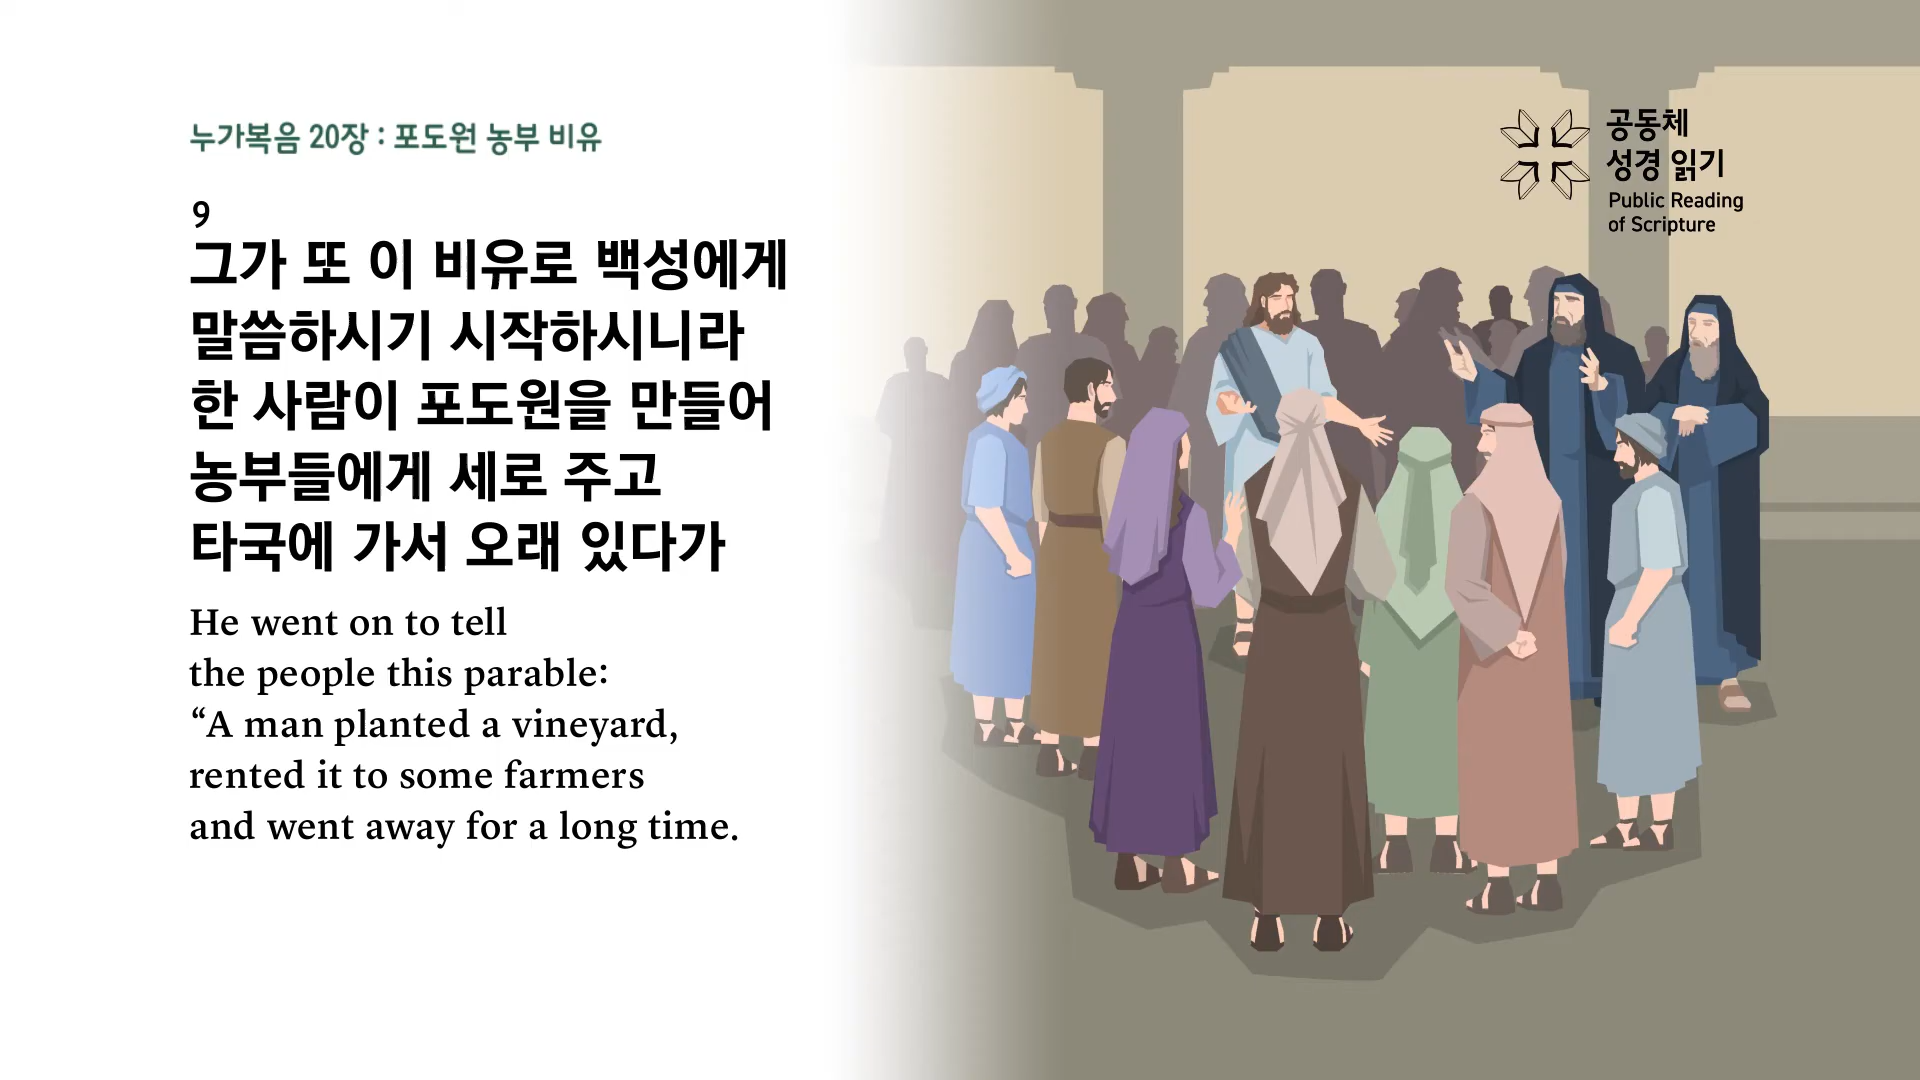 누가복음 20장 : 포도원 농부 비유
9
그가 또 이 비유로 백성에게
말씀하시기 시작하시니라
한 사람이 포도원을 만들어
농부들에게 세로 주고
타국에 가서 오래 있다가
He went on to tell
the people this parable:
“A man planted a vineyard,
rented it to some farmers
and went away for a long time.
공동체
성경 읽기
Public Reading
of Scripture